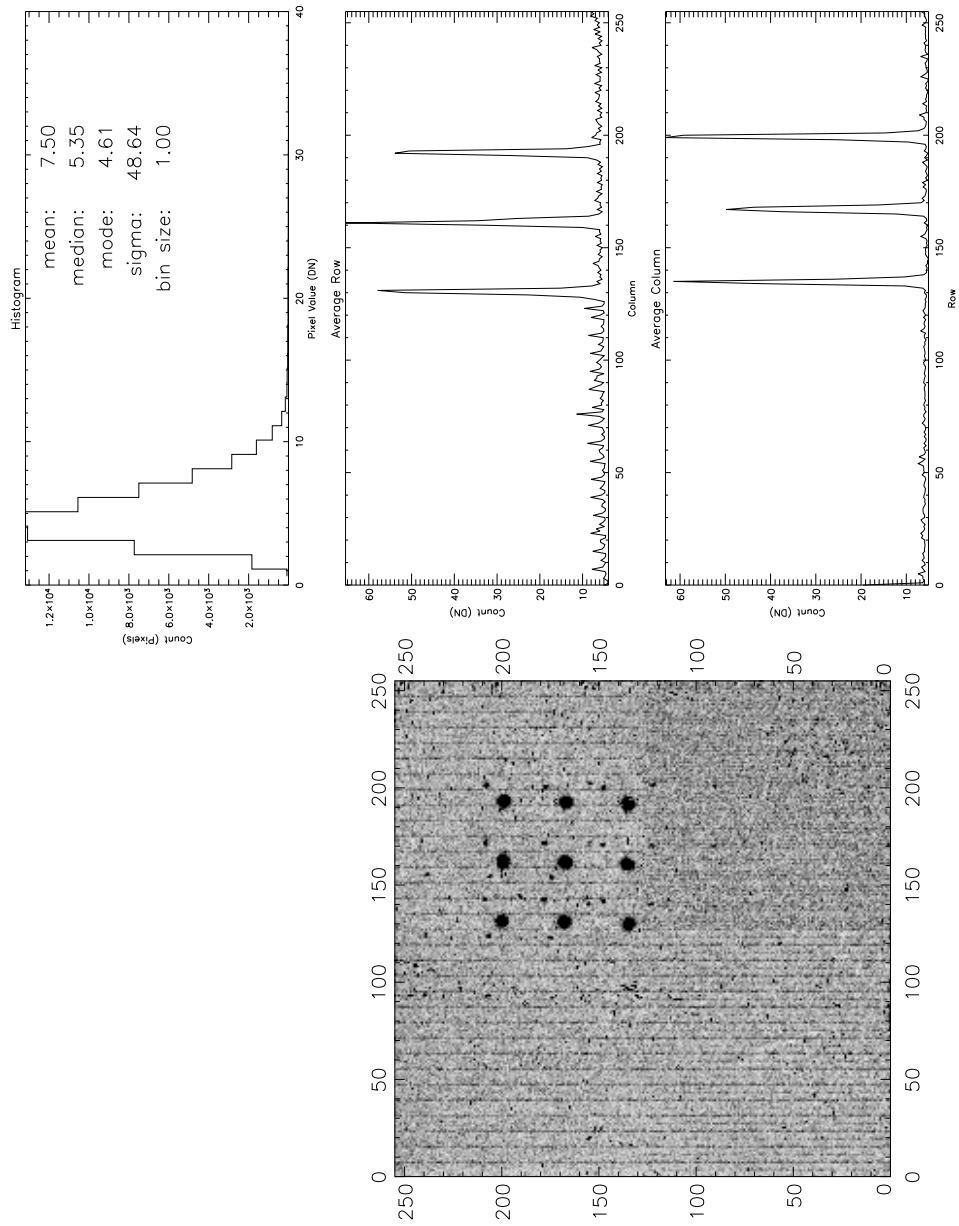 Histogram
mean: 7.50
median: 5.35
mode: 4.61
sigma: 48.64
bin size: 1.00
Count (Pixels)
1.2×10⁴
1.0×10⁴
8.0×10³
6.0×10³
4.0×10³
2.0×10³
0 10 20 30 40
Pixel Value (DN)
Average Row
Count (DN)
60
50
40
30
20
10
0 50 100 150 200 250
Column
Average Column
Count (DN)
60
50
40
30
20
10
0 50 100 150 200 250
Row
250 250
200 200
150 150
100 100
50 50
0 0
0 50 100 150 200 250
0 50 100 150 200 250